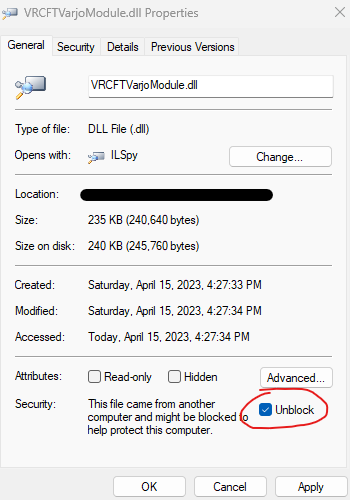 VRCFTVarjoModule.dll Properties
General Security Details Previous Versions
VRCFTVarjoModule.dll
Type of file: DLL File (.dll)
Opens with: ILSpy Change...
Location:
Size: 235 KB (240,640 bytes)
Size on disk: 240 KB (245,760 bytes)
Created: Saturday, April 15, 2023, 4:27:33 PM
Modified: Saturday, April 15, 2023, 4:27:34 PM
Accessed: Today, April 15, 2023, 4:27:34 PM
Attributes: Read-only Hidden Advanced...
Security: This file came from another
computer and might be blocked to Unblock
help protect this computer.
OK Cancel Apply